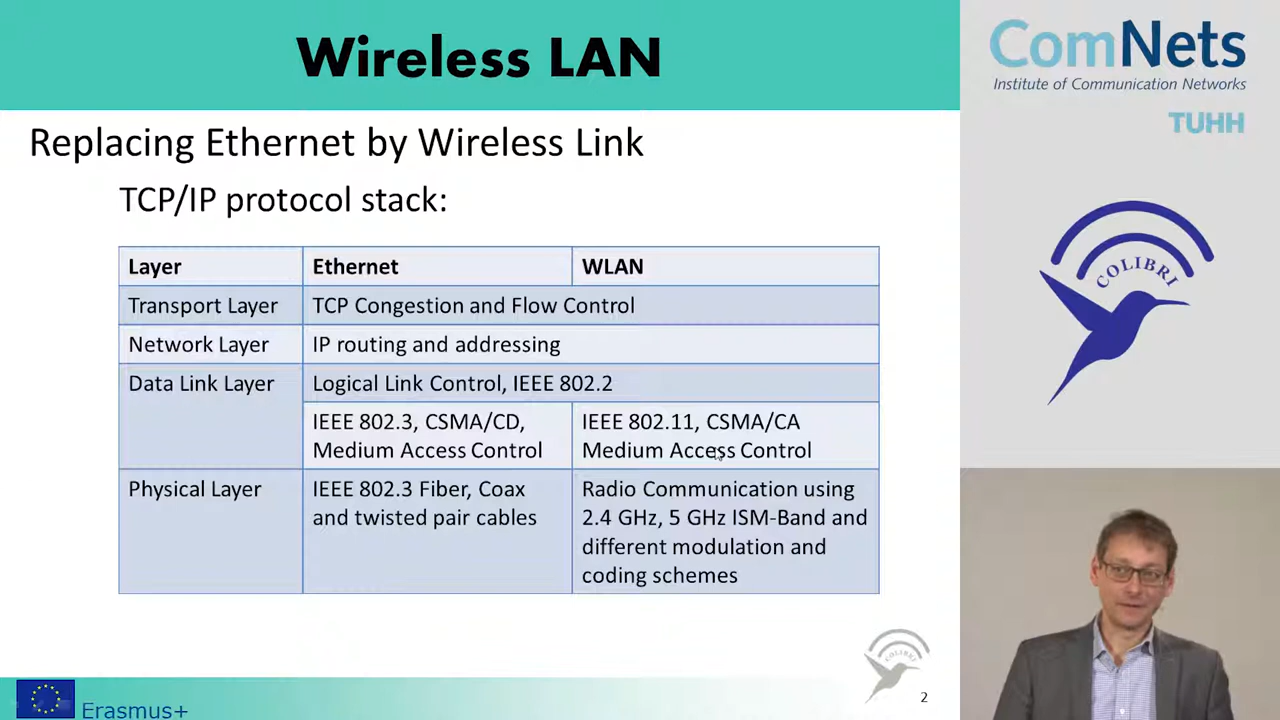 Wireless LAN
Replacing Ethernet by Wireless Link
TCP/IP protocol stack:
Layer Ethernet WLAN
Transport Layer TCP Congestion and Flow Control
Network Layer IP routing and addressing
Data Link Layer Logical Link Control, IEEE 802.2
IEEE 802.3, CSMA/CD,
Medium Access Control
IEEE 802.11, CSMA/CA
Medium Access Control
Physical Layer
IEEE 802.3 Fiber, Coax
and twisted pair cables
Radio Communication using
2.4 GHz, 5 GHz ISM-Band and
different modulation and
coding schemes
COLIBRI
2
Erasmus+
ComNets
Institute of Communication Networks
TUHH
COLIBRI